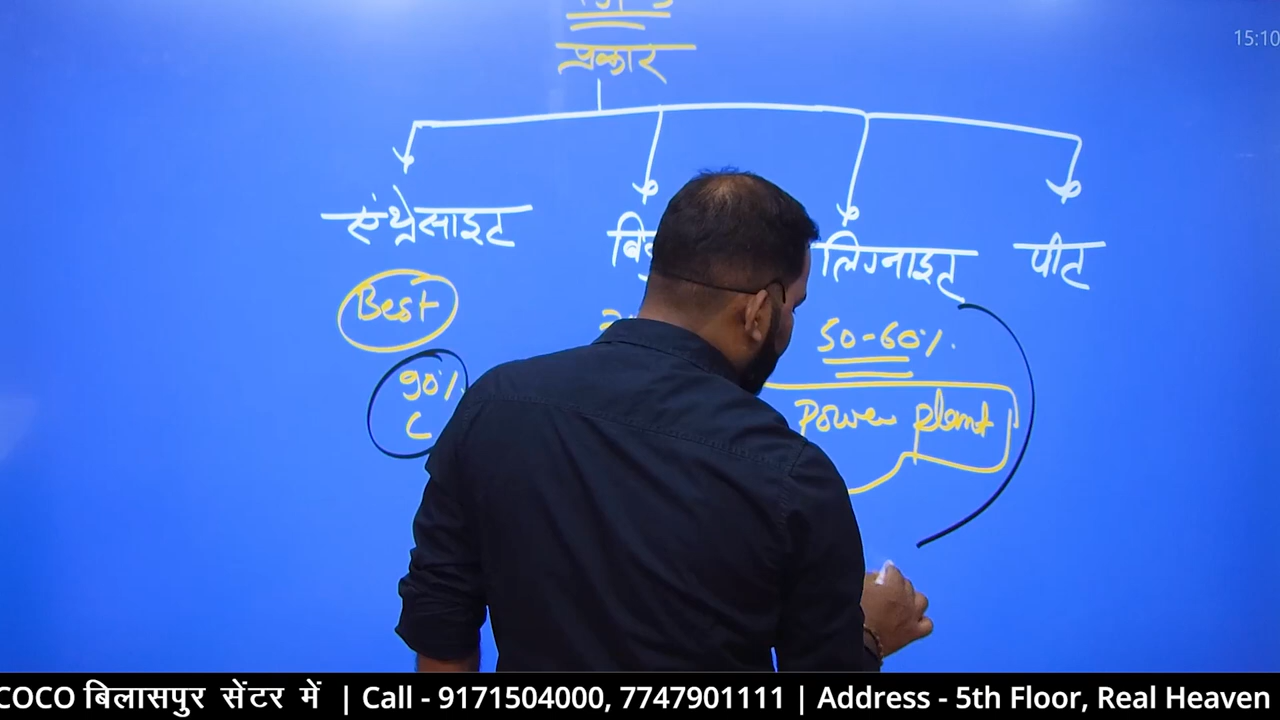 15:10
प्रकार
एंथ्रेसाइट
लिग्नाइट
पीट
Best
50-60%.
90%
C
Power plant
COCO बिलासपुर सेंटर में | Call - 9171504000, 7747901111 | Address - 5th Floor, Real Heaven